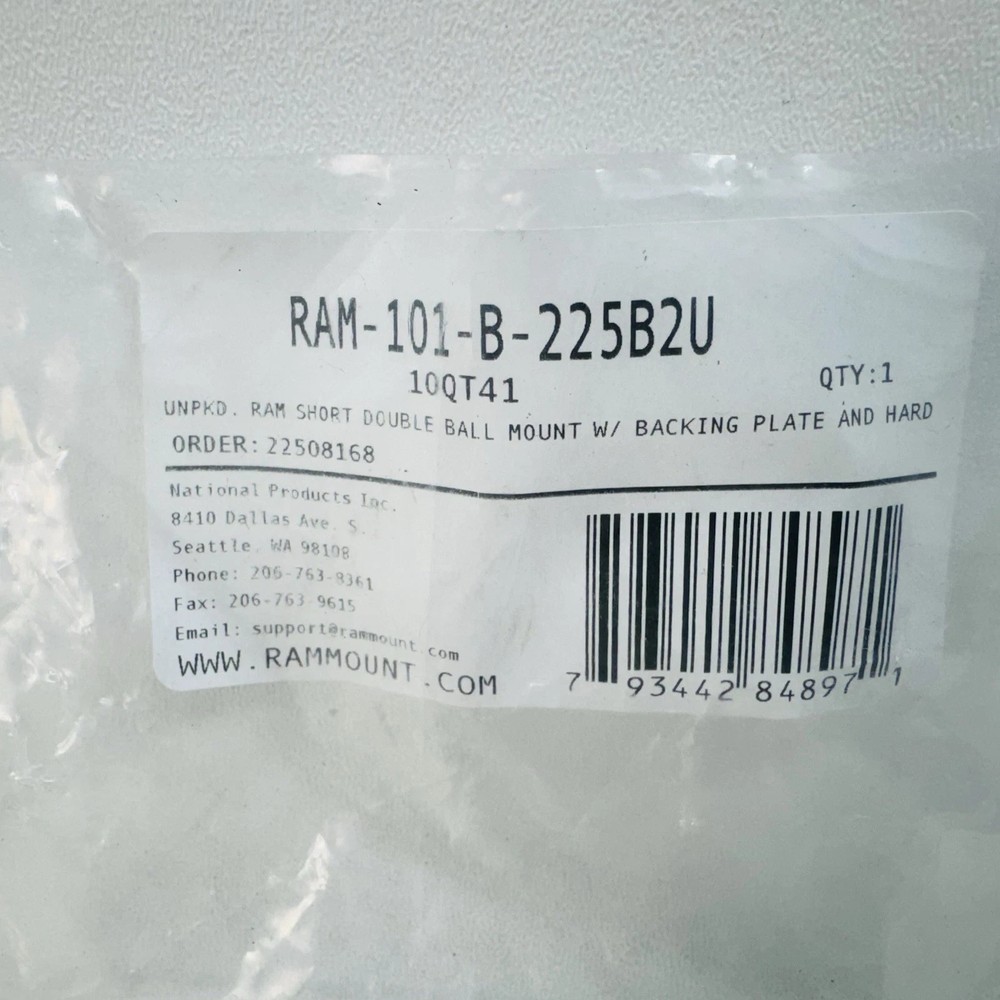 RAM-101-B-225B2U
10QT41
QTY:1
UNPKD. RAM SHORT DOUBLE BALL MOUNT W/ BACKING PLATE AND HARD
ORDER: 22508168
National Products Inc.
8410 Dallas Ave. S.
Seattle WA 98108
Phone: 206-763-8361
Fax: 206-763 9615
Email: support@rammount.com
WWW.RAMMOUNT.COM
7 93442 84897 1